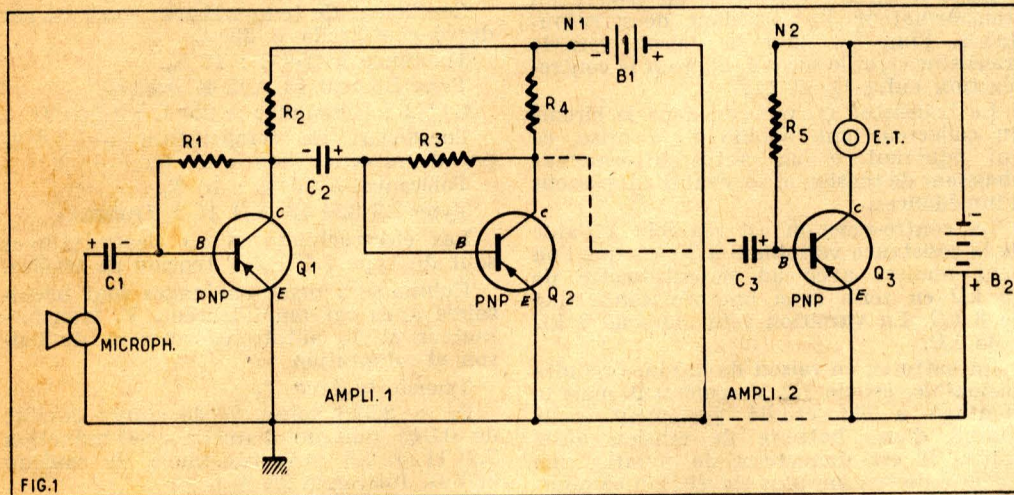 N1
N2
- +
B1
R2
R4
R5
E.T.
R1
- +
C2
R3
C
C
- +
C3
C
+ -
C1
B
Q1
B
Q2
B
Q3
-
+
B2
PNP
E
PNP
E
PNP
E
MICROPH.
AMPLI.1
AMPLI.2
FIG.1